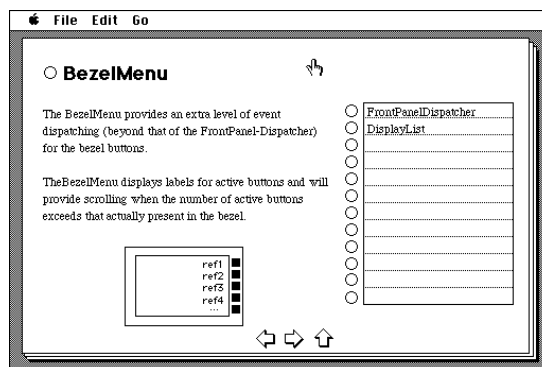 File Edit Go
BezelMenu
The BezelMenu provides an extra level of event
dispatching (beyond that of the FrontPanel-Dispatcher)
for the bezel buttons.
TheBezelMenu displays labels for active buttons and will
provide scrolling when the number of active buttons
exceeds that actually present in the bezel.
FrontPanelDispatcher
DisplayList
ref1
ref2
ref3
ref4
...